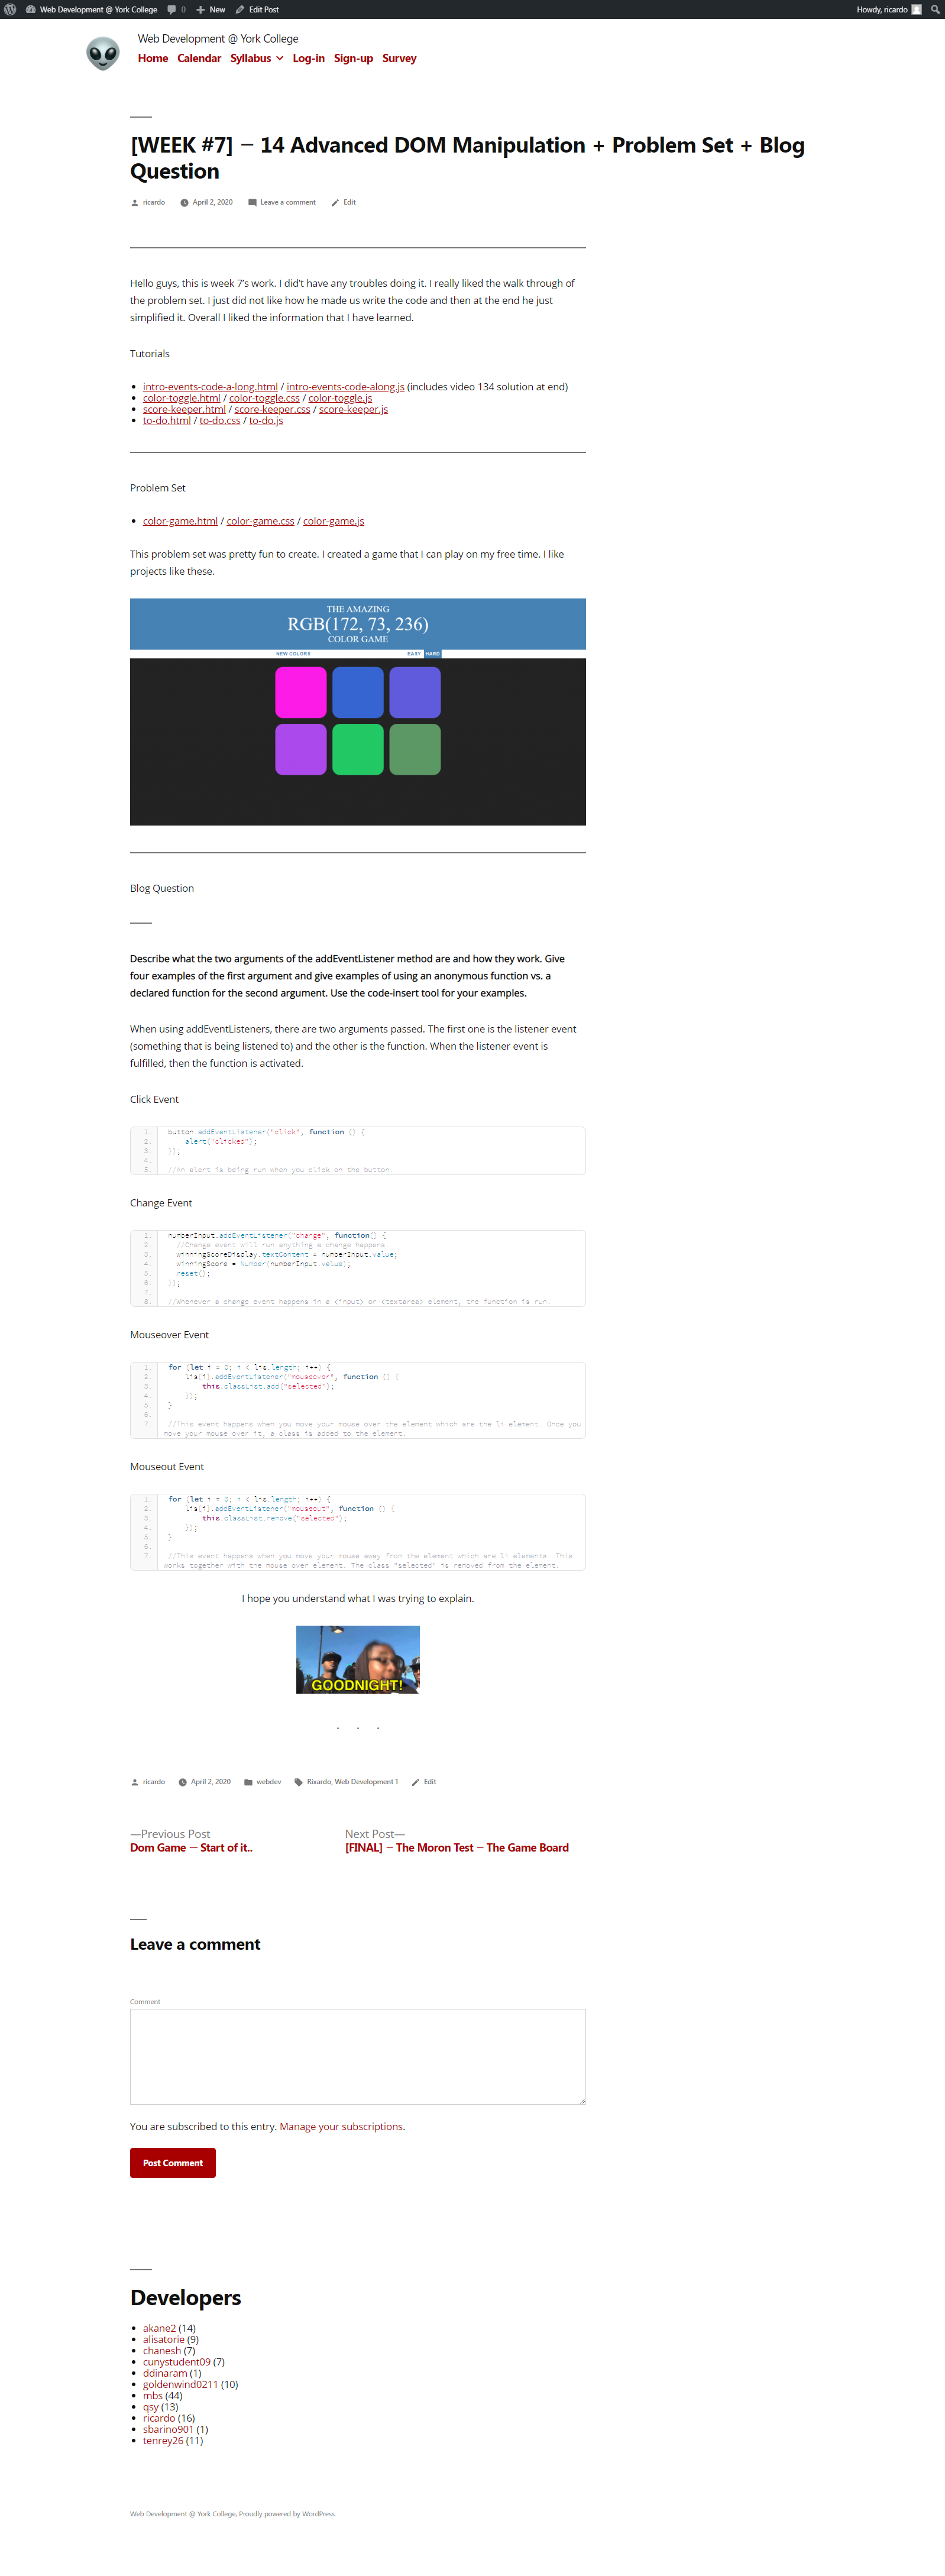 Web Development @ York College 0 New Edit Post Howdy, ricardo
Web Development @ York College
Home Calendar Syllabus Log-in Sign-up Survey
[WEEK #7] – 14 Advanced DOM Manipulation + Problem Set + Blog
Question
ricardo April 2, 2020 Leave a comment Edit
Hello guys, this is week 7's work. I did't have any troubles doing it. I really liked the walk through of
the problem set. I just did not like how he made us write the code and then at the end he just
simplified it. Overall I liked the information that I have learned.
Tutorials
intro-events-code-a-long.html / intro-events-code-along.js (includes video 134 solution at end)
color-toggle.html / color-toggle.css / color-toggle.js
score-keeper.html / score-keeper.css / score-keeper.js
to-do.html / to-do.css / to-do.js
Problem Set
color-game.html / color-game.css / color-game.js
This problem set was pretty fun to create. I created a game that I can play on my free time. I like
projects like these.
THE AMAZING
RGB(172, 73, 236)
COLOR GAME
NEW COLORS EASY HARD
Blog Question
Describe what the two arguments of the addEventListener method are and how they work. Give
four examples of the first argument and give examples of using an anonymous function vs. a
declared function for the second argument. Use the code-insert tool for your examples.
When using addEventListeners, there are two arguments passed. The first one is the listener event
(something that is being listened to) and the other is the function. When the listener event is
fulfilled, then the function is activated.
Click Event
1. button.addEventListener("click", function () {
2. alert("clicked");
3. });
4.
5. //An alert is being run when you click on the button.
Change Event
1. numberInput.addEventListener("change", function() {
2. //Change event will run anything a change happens.
3. winningScoreDisplay.textContent = numberInput.value;
4. winningScore = Number(numberInput.value);
5. reset();
6. });
7.
8. //Whenever a change event happens in a <input> or <textarea> element, the function is run.
Mouseover Event
1. for (let i = 0; i < lis.length; i++) {
2. lis[i].addEventListener("mouseover", function () {
3. this.classList.add("selected");
4. });
5. }
6.
7. //This event happens when you move your mouse over the element which are the li element. Once you
move your mouse over it, a class is added to the element.
Mouseout Event
1. for (let i = 0; i < lis.length; i++) {
2. lis[i].addEventListener("mouseout", function () {
3. this.classList.remove("selected");
4. });
5. }
6.
7. //This event happens when you move your mouse away from the element which are li elements. This
works together with the mouse over element. The class "selected" is removed from the element.
I hope you understand what I was trying to explain.
GOODNIGHT!
ricardo April 2, 2020 webdev Rixardo, Web Development 1 Edit
—Previous Post Next Post—
Dom Game — Start of it.. [FINAL] – The Moron Test – The Game Board
Leave a comment
Comment
You are subscribed to this entry. Manage your subscriptions.
Post Comment
Developers
akane2 (14)
alisatorie (9)
chanesh (7)
cunystudent09 (7)
ddinaram (1)
goldenwind0211 (10)
mbs (44)
qsy (13)
ricardo (16)
sbarino901 (1)
tenrey26 (11)
Web Development @ York College, Proudly powered by WordPress.